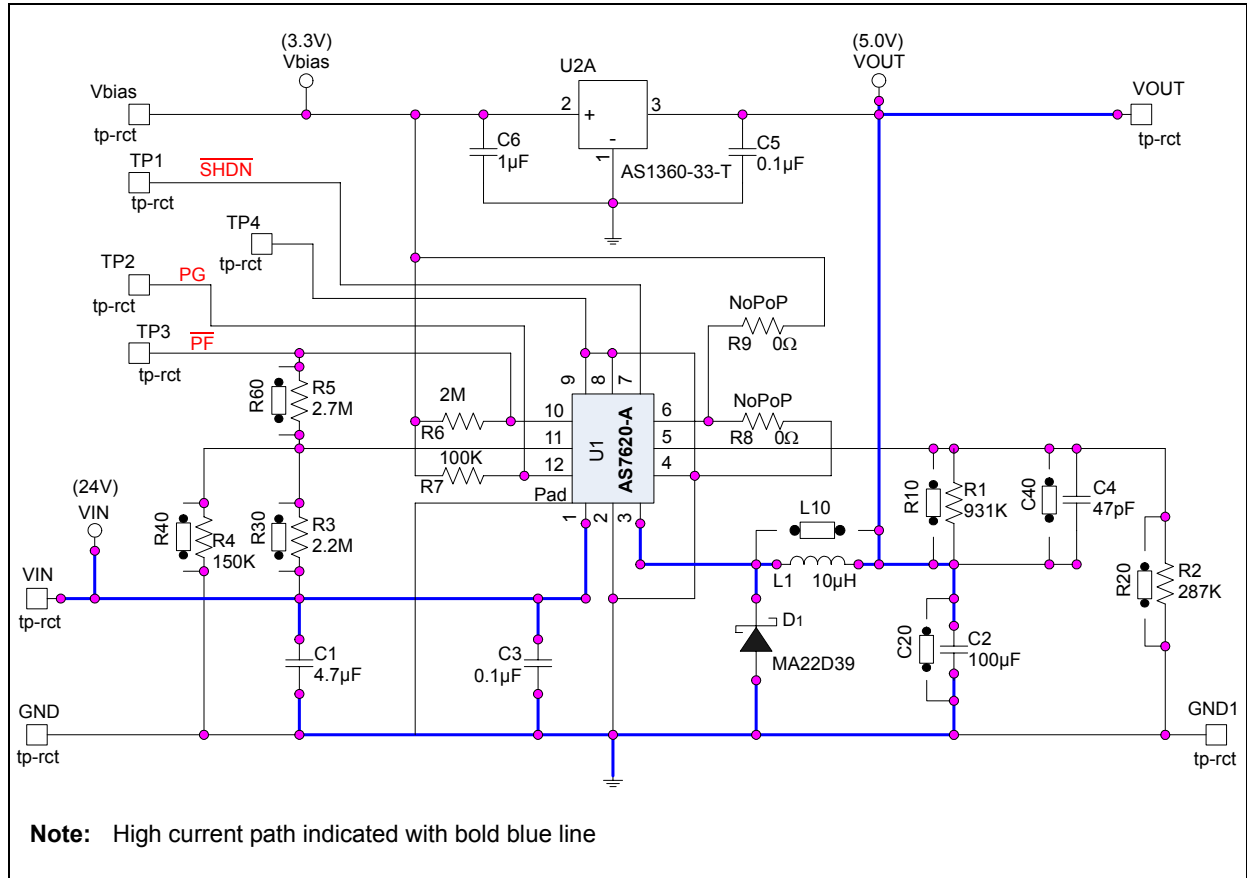 (3.3V)
Vbias
(5.0V)
VOUT
U2A
Vbias
tp-rct
2
+
3
-
1
AS1360-33-T
C6
1µF
C5
0.1µF
VOUT
tp-rct
TP1
tp-rct
SHDN
TP4
tp-rct
TP2
tp-rct
PG
TP3
tp-rct
PF
NoPoP
R9
0Ω
R60
R5
2.7M
2M
R6
100K
R7
9
8
7
10
11
12
Pad
U1
AS7620-A
6
5
4
1
2
3
NoPoP
R8
0Ω
(24V)
VIN
VIN
tp-rct
R40
R4
150K
R30
R3
2.2M
L10
L1
10µH
R10
R1
931K
C40
C4
47pF
R20
R2
287K
C1
4.7µF
C3
0.1µF
D1
MA22D39
C20
C2
100µF
GND
tp-rct
GND1
tp-rct
Note: High current path indicated with bold blue line